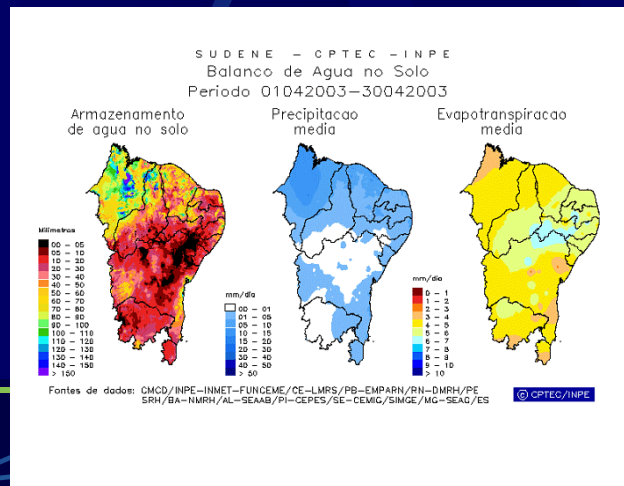 SUDENE - CPTEC -INPE
Balanco de Agua no Solo
Periodo 01042003-30042003
Armazenamento
de agua no solo
Precipitacao
media
Evapotranspiracao
media
Milimetros
00 - 05
05 - 10
10 - 20
20 - 30
30 - 40
40 - 50
50 - 60
60 - 70
70 - 80
80 - 90
90 - 100
100 - 110
110 - 120
120 - 130
130 - 140
140 - 150
> 150
mm/dia
00 - 01
01 - 05
05 - 10
10 - 15
15 - 20
20 - 25
25 - 30
30 - 35
35 - 40
40 - 50
> 50
mm/dia
0 - 1
1 - 2
2 - 3
3 - 4
4 - 5
5 - 6
6 - 7
7 - 8
8 - 9
9 - 10
> 10
Fontes de dados: CMCD/INPE-INMET-FUNCEME/CE-LMRS/PB-EMPARN/RN-DMRH/PE
SRH/BA-NMRH/AL-SEAAB/PI-CEPES/SE-CEMIG/SIMGE/MG-SEAG/ES
© CPTEC/INPE